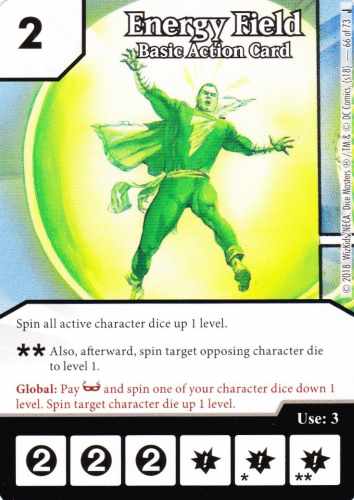 2
Energy Field
Basic Action Card
Spin all active character dice up 1 level.
** Also, afterward, spin target opposing character die
to level 1.
Global: Pay and spin one of your character dice down 1
level. Spin target character die up 1 level.
Use: 3
2 2 2 ! ! !
* **
© 2018 WizKids/NECA. Dice Masters ® / TM & © DC Comics. (s18) — 66 of 73